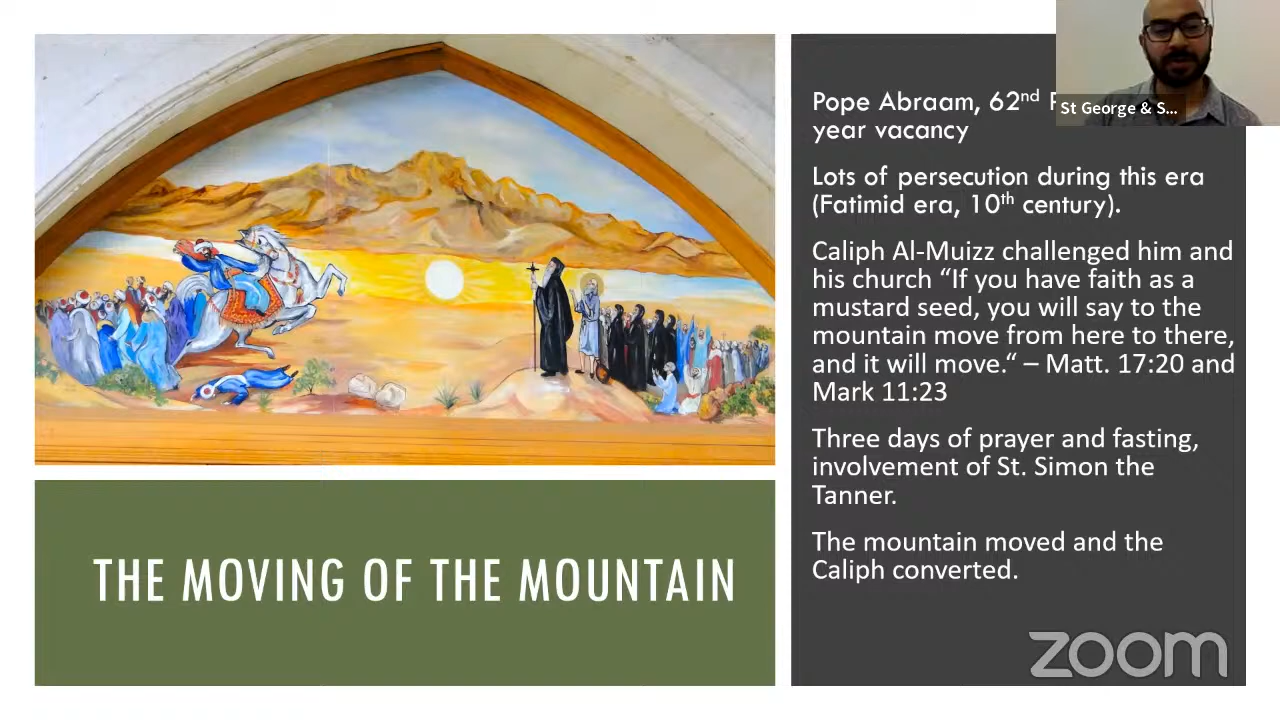 Pope Abraam, 62nd
year vacancy
Lots of persecution during this era
(Fatimid era, 10th century).
Caliph Al-Muizz challenged him and
his church “If you have faith as a
mustard seed, you will say to the
mountain move from here to there,
and it will move.“ – Matt. 17:20 and
Mark 11:23
Three days of prayer and fasting,
involvement of St. Simon the
Tanner.
The mountain moved and the
Caliph converted.
THE MOVING OF THE MOUNTAIN
St George & S...
zoom